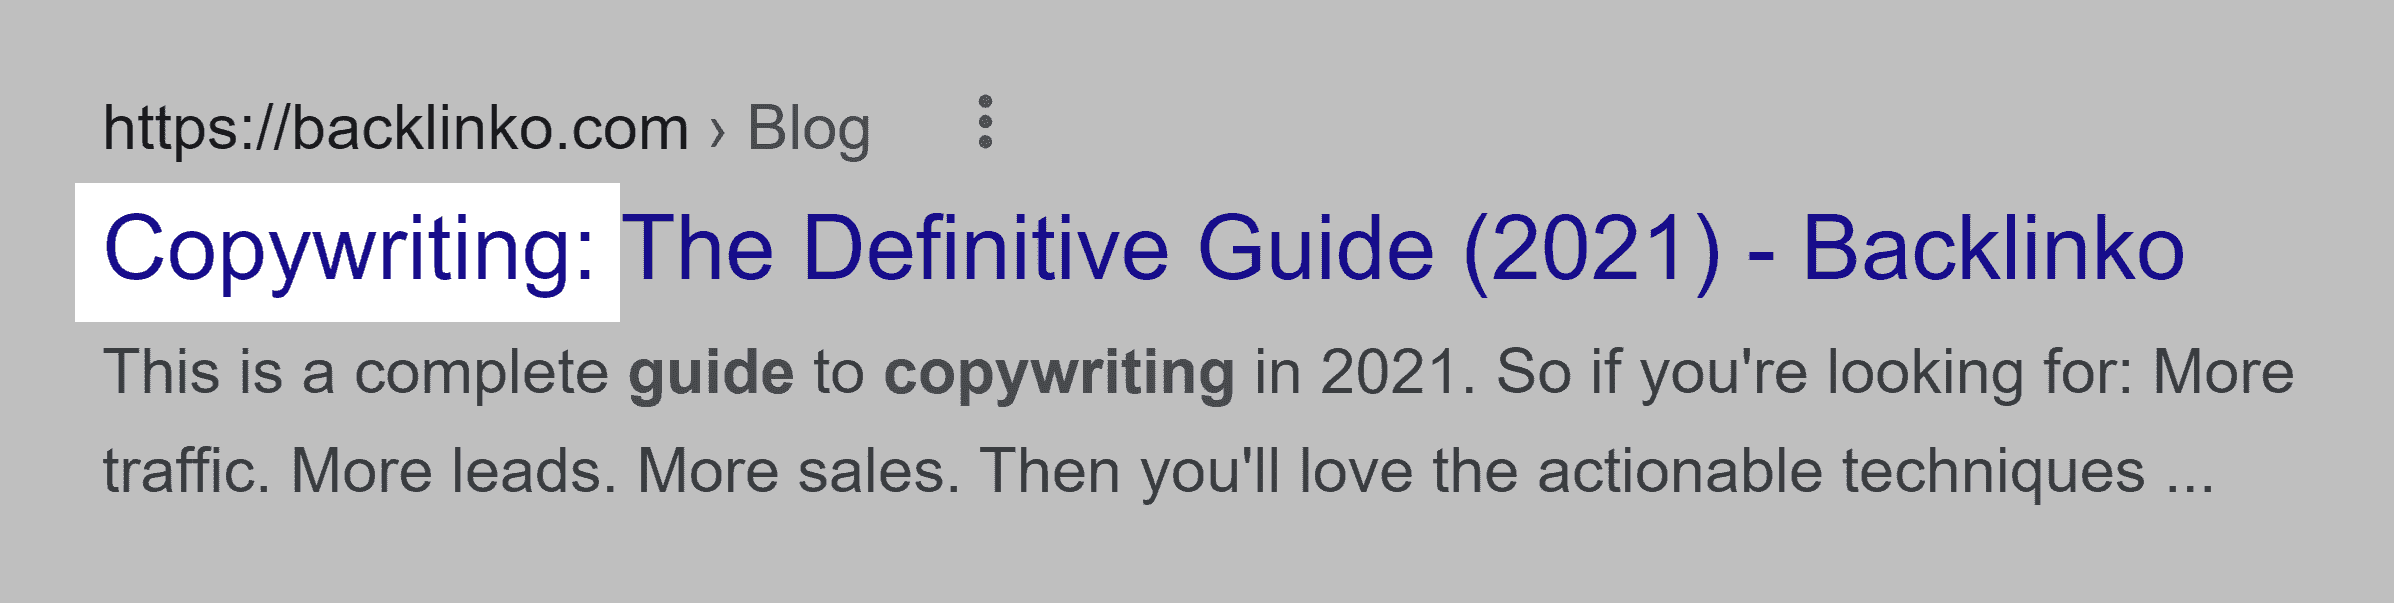 https://backlinko.com › Blog
Copywriting: The Definitive Guide (2021) - Backlinko
This is a complete guide to copywriting in 2021. So if you're looking for: More
traffic. More leads. More sales. Then you'll love the actionable techniques ...